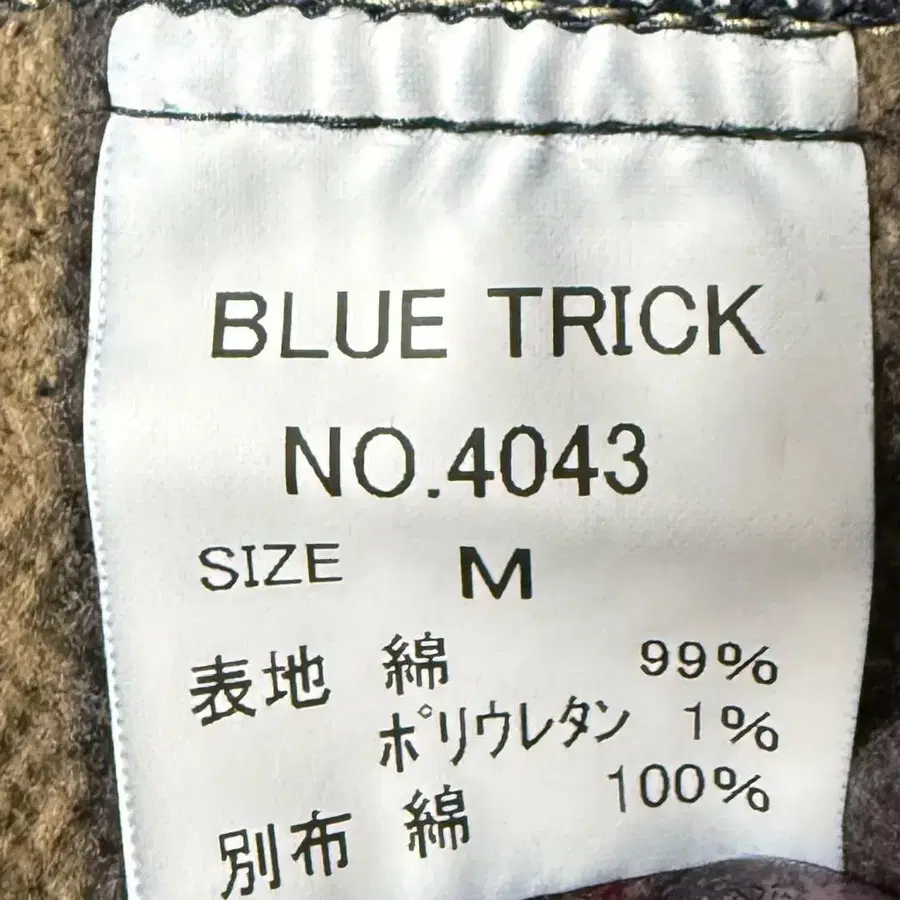 BLUE TRICK
NO.4043
SIZE M
表地 綿 99%
ポリウレタン 1%
別布 綿 100%